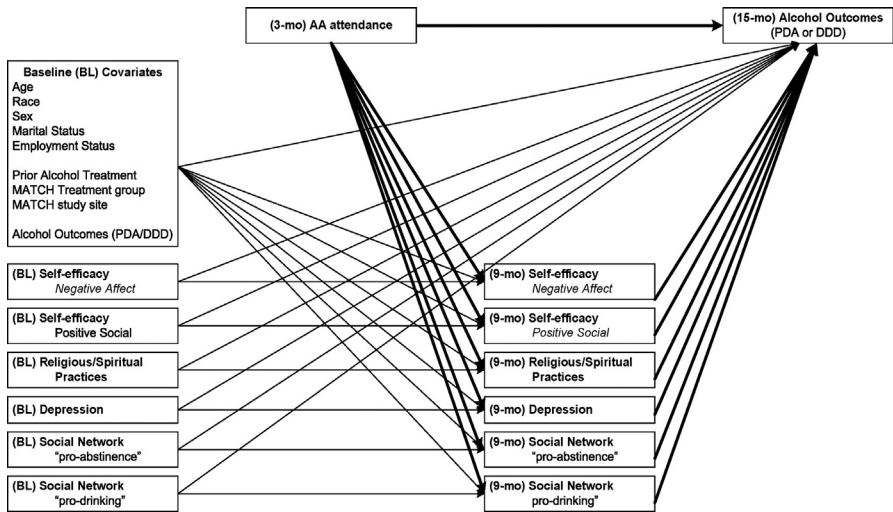 (3-mo) AA attendance
(15-mo) Alcohol Outcomes
(PDA or DDD)
Baseline (BL) Covariates
Age
Race
Sex
Marital Status
Employment Status
Prior Alcohol Treatment
MATCH Treatment group
MATCH study site
Alcohol Outcomes (PDA/DDD)
(BL) Self-efficacy
Negative Affect
(BL) Self-efficacy
Positive Social
(BL) Religious/Spiritual
Practices
(BL) Depression
(BL) Social Network
"pro-abstinence"
(BL) Social Network
"pro-drinking"
(9-mo) Self-efficacy
Negative Affect
(9-mo) Self-efficacy
Positive Social
(9-mo) Religious/Spiritual
Practices
(9-mo) Depression
(9-mo) Social Network
"pro-abstinence"
(9-mo) Social Network
pro-drinking"